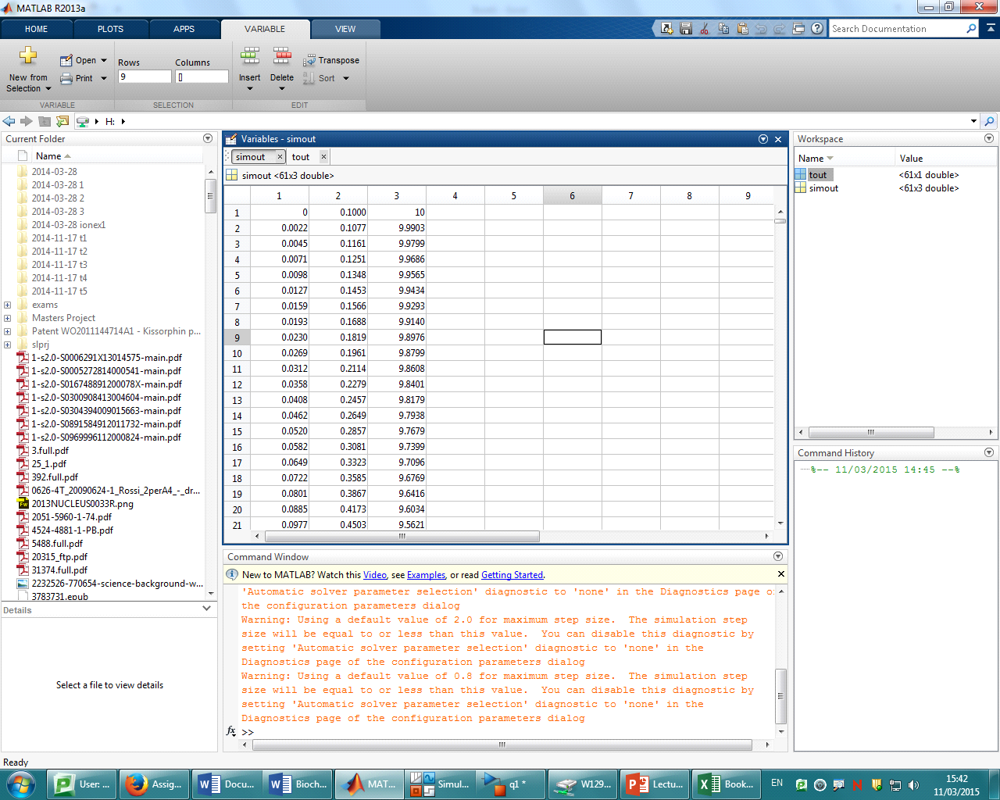 MATLAB R2013a
HOME
PLOTS
APPS
VARIABLE
VIEW
Search Documentation
New from
Selection
Open
Print
Rows
Columns
9
[]
Insert
Delete
Transpose
Sort
VARIABLE
SELECTION
EDIT
H:
Current Folder
Name
2014-03-28
2014-03-28 1
2014-03-28 2
2014-03-28 3
2014-03-28 ionex1
2014-11-17 t1
2014-11-17 t2
2014-11-17 t3
2014-11-17 t4
2014-11-17 t5
exams
Masters Project
Patent WO2011144714A1 - Kissorphin p...
slprj
1-s2.0-S0006291X13014575-main.pdf
1-s2.0-S0005272814000541-main.pdf
1-s2.0-S016748891200078X-main.pdf
1-s2.0-S0300908413004604-main.pdf
1-s2.0-S0304394009015663-main.pdf
1-s2.0-S0891584912011732-main.pdf
1-s2.0-S0969996112000824-main.pdf
3.full.pdf
25_1.pdf
392.full.pdf
0626-4T_20090624-1_Rossi_2perA4_-_dr...
2013NUCLEUS0033R.png
2051-5960-1-74.pdf
4524-4881-1-PB.pdf
5488.full.pdf
20315_ftp.pdf
31374.full.pdf
2232526-770654-science-background-w...
3783731.epub
Details
Select a file to view details
Variables - simout
simout
tout
simout <61x3 double>
1 2 3 4 5 6 7 8 9
1 0 0.1000 10
2 0.0022 0.1077 9.9903
3 0.0045 0.1161 9.9799
4 0.0071 0.1251 9.9686
5 0.0098 0.1348 9.9565
6 0.0127 0.1453 9.9434
7 0.0159 0.1566 9.9293
8 0.0193 0.1688 9.9140
9 0.0230 0.1819 9.8976
10 0.0269 0.1961 9.8799
11 0.0312 0.2114 9.8608
12 0.0358 0.2279 9.8401
13 0.0408 0.2457 9.8179
14 0.0462 0.2649 9.7938
15 0.0520 0.2857 9.7679
16 0.0582 0.3081 9.7399
17 0.0649 0.3323 9.7096
18 0.0722 0.3585 9.6769
19 0.0801 0.3867 9.6416
20 0.0885 0.4173 9.6034
21 0.0977 0.4503 9.5621
Command Window
New to MATLAB? Watch this Video, see Examples, or read Getting Started.
'Automatic solver parameter selection' diagnostic to 'none' in the Diagnostics page of
the configuration parameters dialog
Warning: Using a default value of 2.0 for maximum step size.  The simulation step
size will be equal to or less than this value.  You can disable this diagnostic by
setting 'Automatic solver parameter selection' diagnostic to 'none' in the
Diagnostics page of the configuration parameters dialog
Warning: Using a default value of 0.8 for maximum step size.  The simulation step
size will be equal to or less than this value.  You can disable this diagnostic by
setting 'Automatic solver parameter selection' diagnostic to 'none' in the
Diagnostics page of the configuration parameters dialog
fx >>
Workspace
Name Value
tout <61x1 double>
simout <61x3 double>
Command History
%-- 11/03/2015 14:45 --%
Ready
User: ...
Assig...
Docu...
Bioch...
MAT...
Simul...
q1 *
W129...
Lectu...
Book...
EN
15:42
11/03/2015